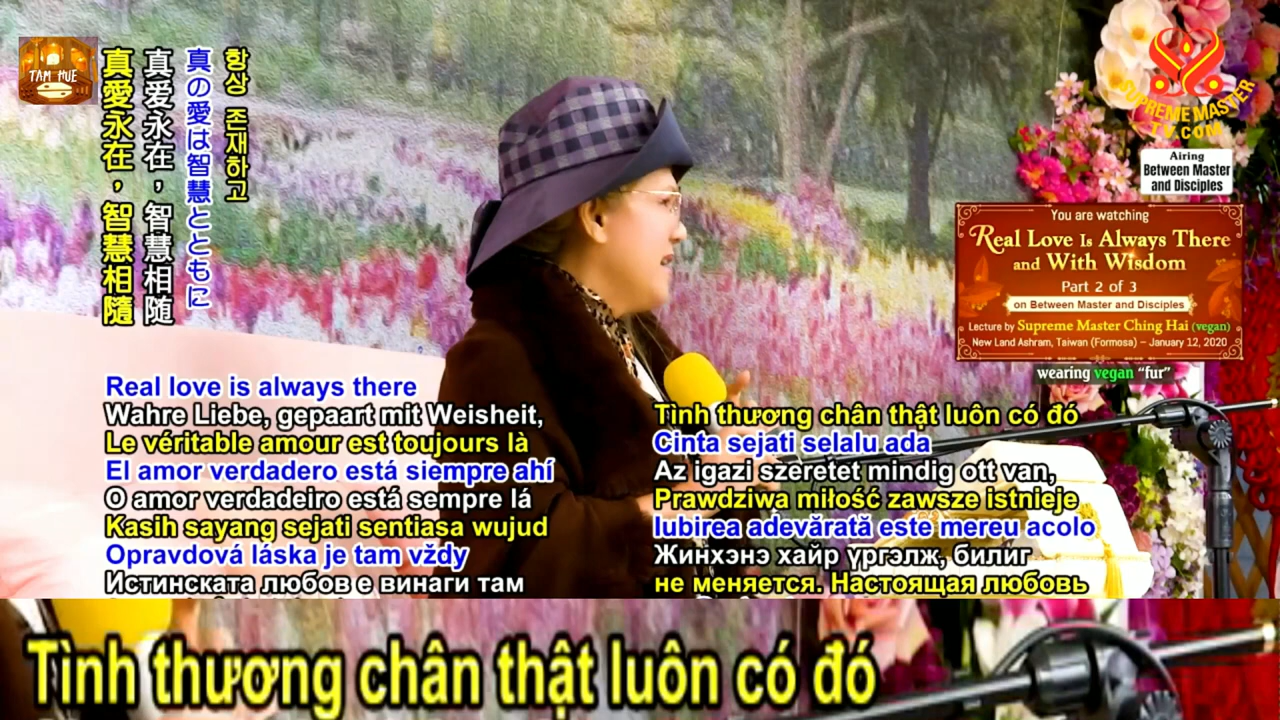 TAM HUE
항상 존재하고
真の愛は智慧とともに
真爱永在，智慧相随
真愛永在，智慧相隨
SUPREME MASTER
TV.COM
Airing
Between Master
and Disciples
You are watching
Real Love Is Always There
and With Wisdom
Part 2 of 3
on Between Master and Disciples
Lecture by Supreme Master Ching Hai (vegan)
New Land Ashram, Taiwan (Formosa) – January 12, 2020
wearing vegan “fur”
Real love is always there
Wahre Liebe, gepaart mit Weisheit,
Le véritable amour est toujours là
El amor verdadero está siempre ahí
O amor verdadeiro está sempre lá
Kasih sayang sejati sentiasa wujud
Opravdová láska je tam vždy
Истинската любов е винаги там
Tình thương chân thật luôn có đó
Cinta sejati selalu ada
Az igazi szeretet mindig ott van,
Prawdziwa miłość zawsze istnieje
Iubirea adevărată este mereu acolo
Жинхэнэ хайр үргэлж, билиг
не меняется. Настоящая любовь
Tình thương chân thật luôn có đó